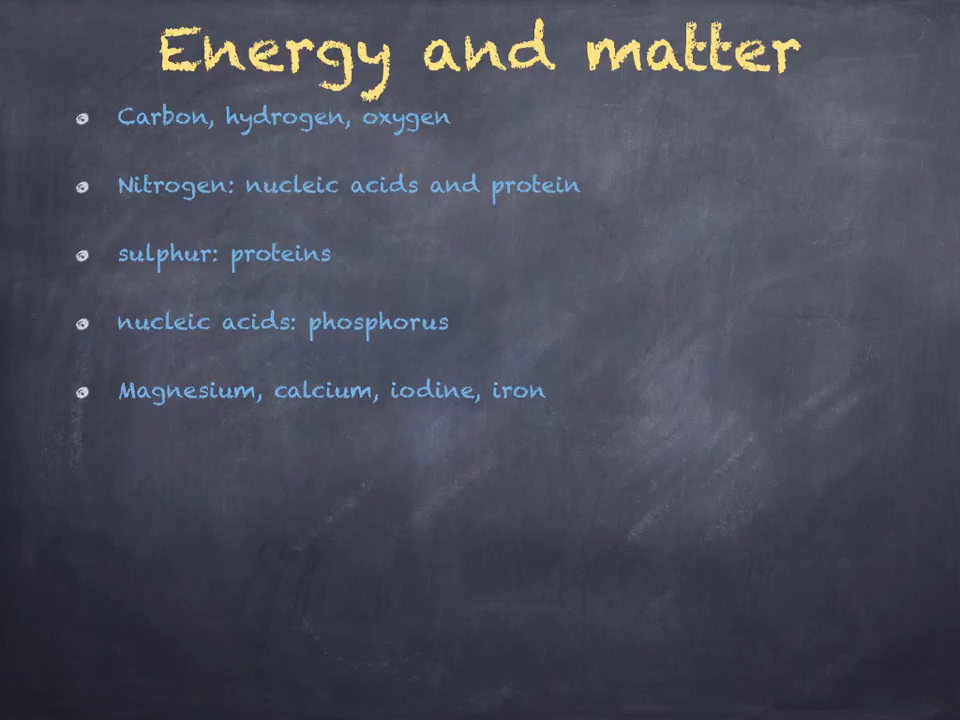 Energy and matter
Carbon, hydrogen, oxygen
Nitrogen: nucleic acids and protein
sulphur: proteins
nucleic acids: phosphorus
Magnesium, calcium, iodine, iron